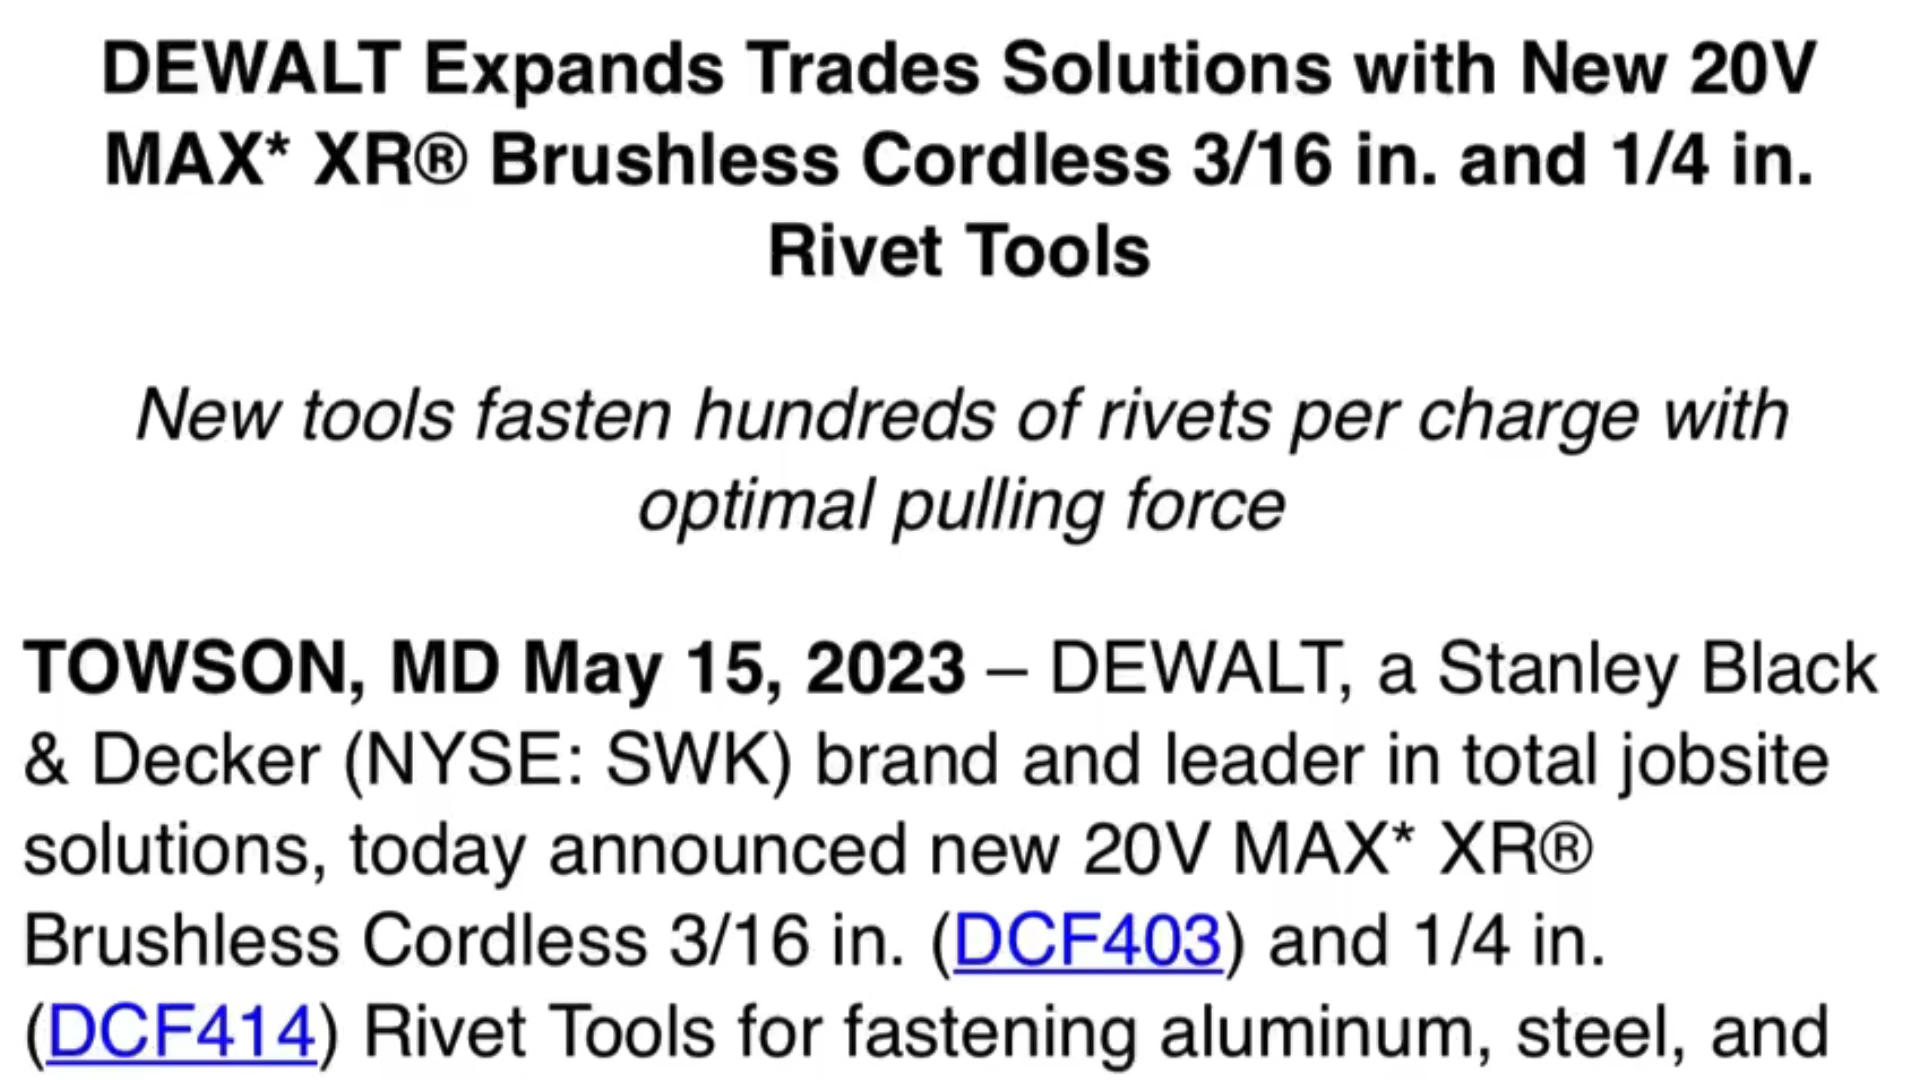 DEWALT Expands Trades Solutions with New 20V
MAX* XR® Brushless Cordless 3/16 in. and 1/4 in.
Rivet Tools
New tools fasten hundreds of rivets per charge with
optimal pulling force
TOWSON, MD May 15, 2023 – DEWALT, a Stanley Black
& Decker (NYSE: SWK) brand and leader in total jobsite
solutions, today announced new 20V MAX* XR®
Brushless Cordless 3/16 in. (DCF403) and 1/4 in.
(DCF414) Rivet Tools for fastening aluminum, steel, and